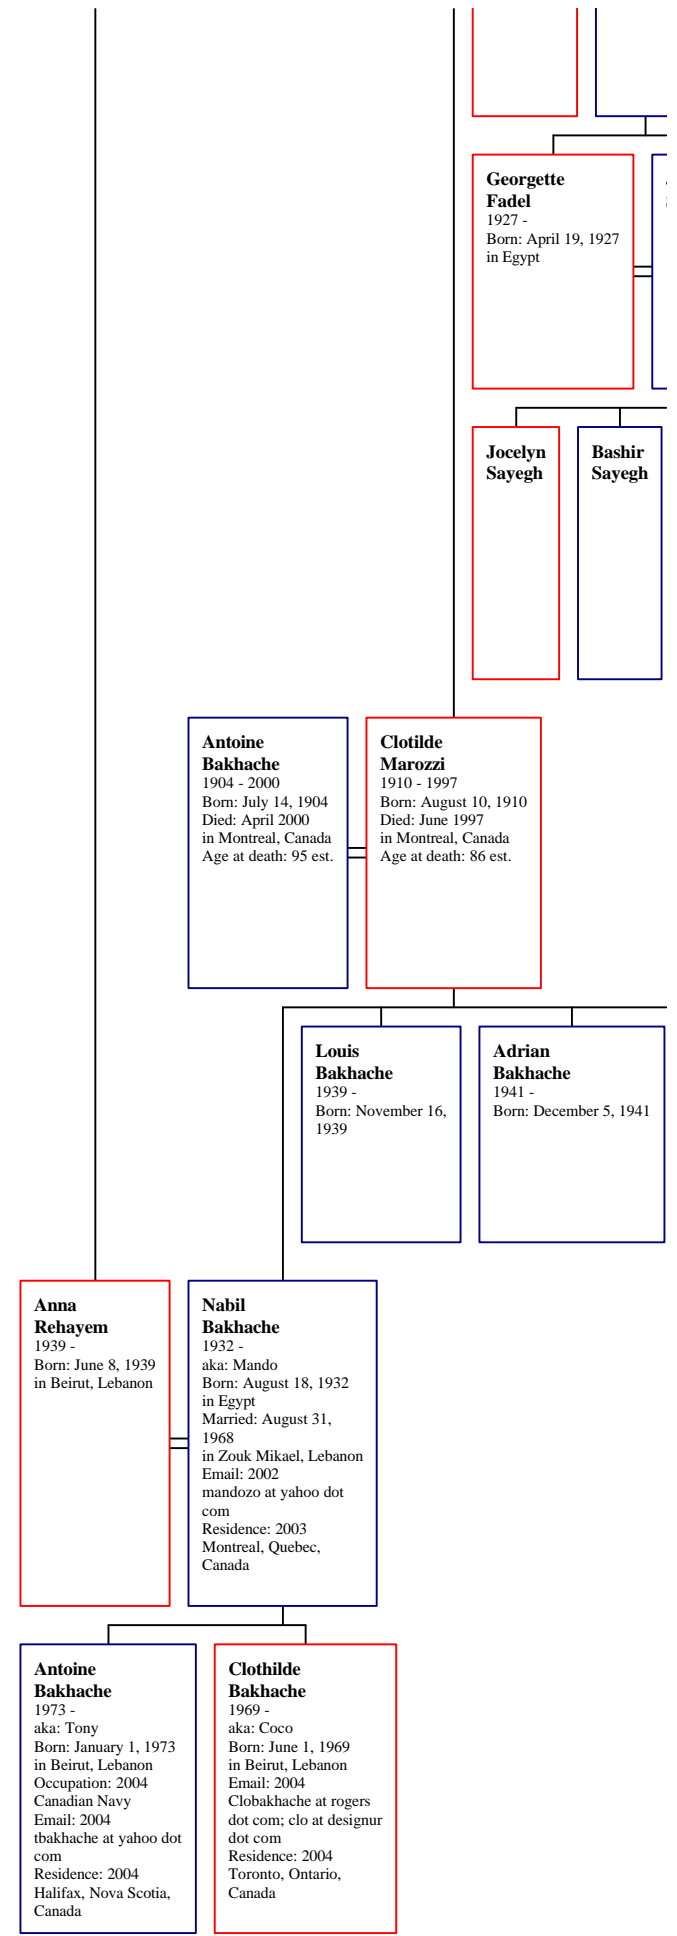 Georgette
Fadel
1927 -
Born: April 19, 1927
in Egypt
Jocelyn
Sayegh
Bashir
Sayegh
Antoine
Bakhache
1904 - 2000
Born: July 14, 1904
Died: April 2000
in Montreal, Canada
Age at death: 95 est.
Clotilde
Marozzi
1910 - 1997
Born: August 10, 1910
Died: June 1997
in Montreal, Canada
Age at death: 86 est.
Louis
Bakhache
1939 -
Born: November 16,
1939
Adrian
Bakhache
1941 -
Born: December 5, 1941
Anna
Rehayem
1939 -
Born: June 8, 1939
in Beirut, Lebanon
Nabil
Bakhache
1932 -
aka: Mando
Born: August 18, 1932
in Egypt
Married: August 31,
1968
in Zouk Mikael, Lebanon
Email: 2002
mandozo at yahoo dot
com
Residence: 2003
Montreal, Quebec,
Canada
Antoine
Bakhache
1973 -
aka: Tony
Born: January 1, 1973
in Beirut, Lebanon
Occupation: 2004
Canadian Navy
Email: 2004
tbakhache at yahoo dot
com
Residence: 2004
Halifax, Nova Scotia,
Canada
Clothilde
Bakhache
1969 -
aka: Coco
Born: June 1, 1969
in Beirut, Lebanon
Email: 2004
Clobakhache at rogers
dot com; clo at designur
dot com
Residence: 2004
Toronto, Ontario,
Canada